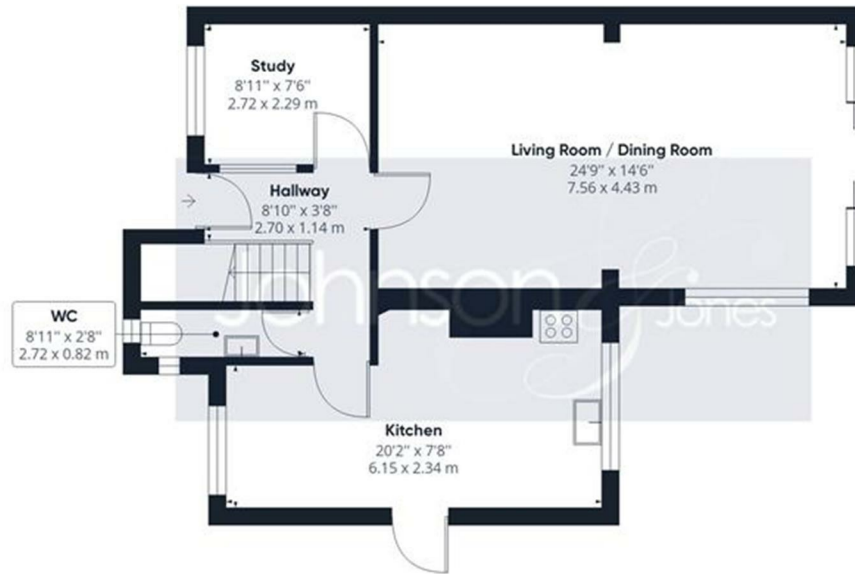 Study
8'11" x 7'6"
2.72 x 2.29 m
Living Room / Dining Room
24'9" x 14'6"
7.56 x 4.43 m
Hallway
8'10" x 3'8"
2.70 x 1.14 m
WC
8'11" x 2'8"
2.72 x 0.82 m
Johnson & Jones
Kitchen
20'2" x 7'8"
6.15 x 2.34 m